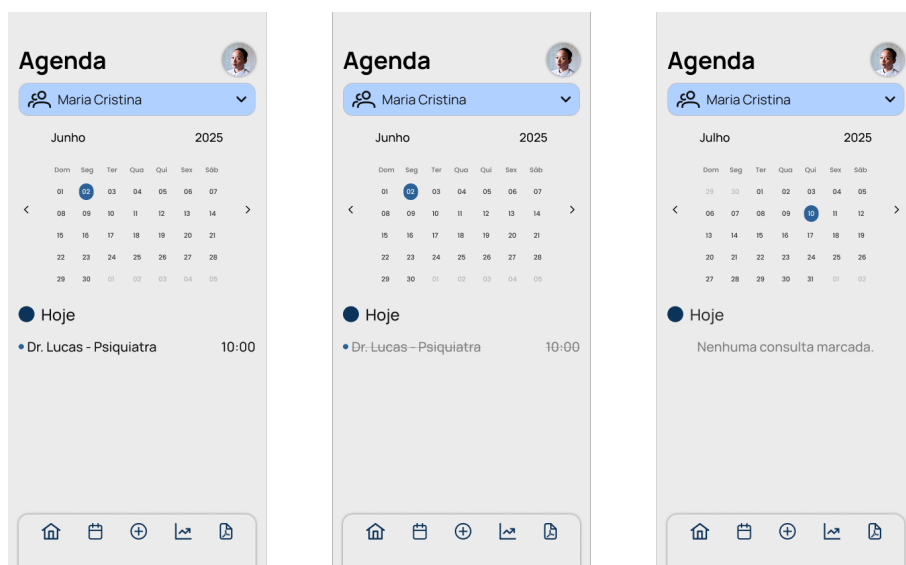 Agenda
Maria Cristina
Junho 2025
Dom Seg Ter Qua Qui Sex Sáb
01 02 03 04 05 06 07
08 09 10 11 12 13 14
15 16 17 18 19 20 21
22 23 24 25 26 27 28
29 30 01 02 03 04 05
Hoje
Dr. Lucas - Psiquiatra 10:00
Agenda
Maria Cristina
Junho 2025
Dom Seg Ter Qua Qui Sex Sáb
01 02 03 04 05 06 07
08 09 10 11 12 13 14
15 16 17 18 19 20 21
22 23 24 25 26 27 28
29 30 01 02 03 04 05
Hoje
Dr. Lucas - Psiquiatra 10:00
Agenda
Maria Cristina
Julho 2025
Dom Seg Ter Qua Qui Sex Sáb
29 30 01 02 03 04 05
06 07 08 09 10 11 12
13 14 15 16 17 18 19
20 21 22 23 24 25 26
27 28 29 30 31 01 02
Hoje
Nenhuma consulta marcada.